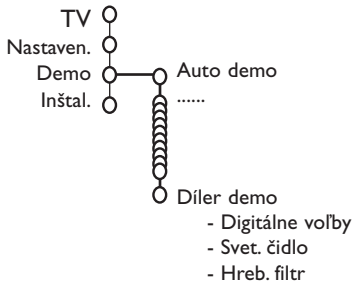 TV
Nastaven.
Demo
Inštal.
Auto demo
......
Díler demo
- Digitálne voľby
- Svet. čidlo
- Hreb. filtr